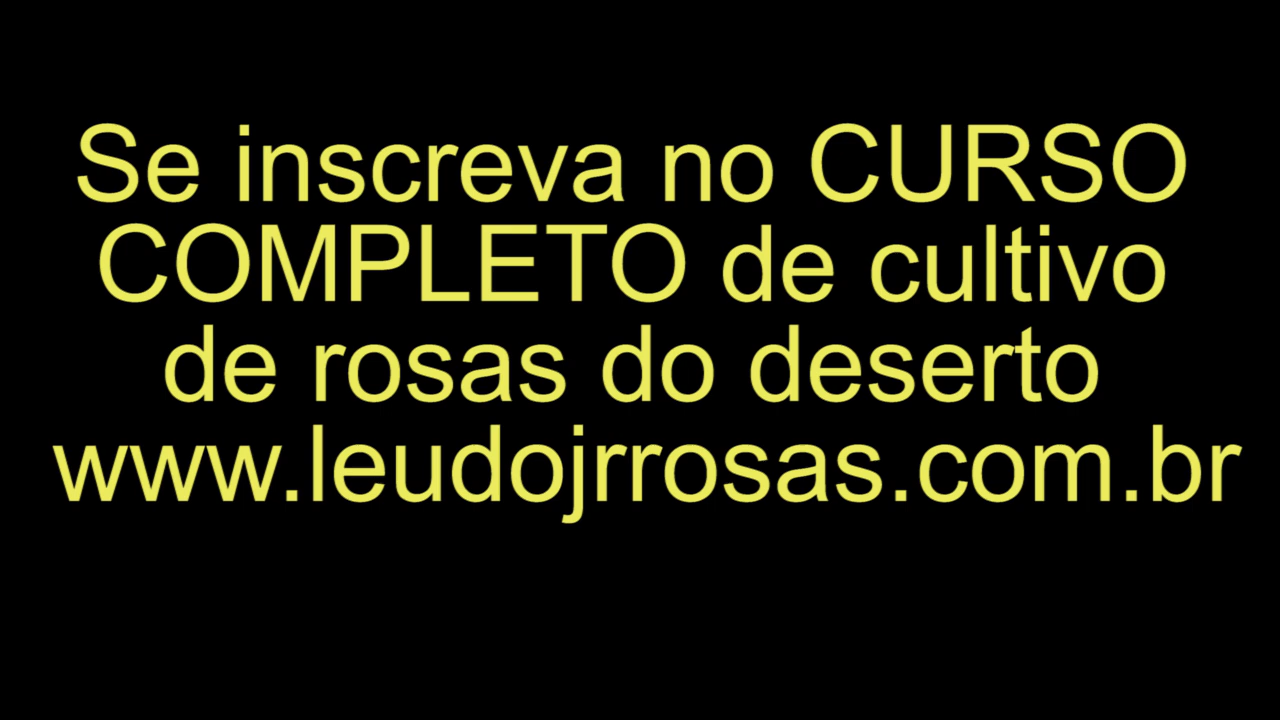 Se inscreva no CURSO
COMPLETO de cultivo
de rosas do deserto
www.leudojrrosas.com.br